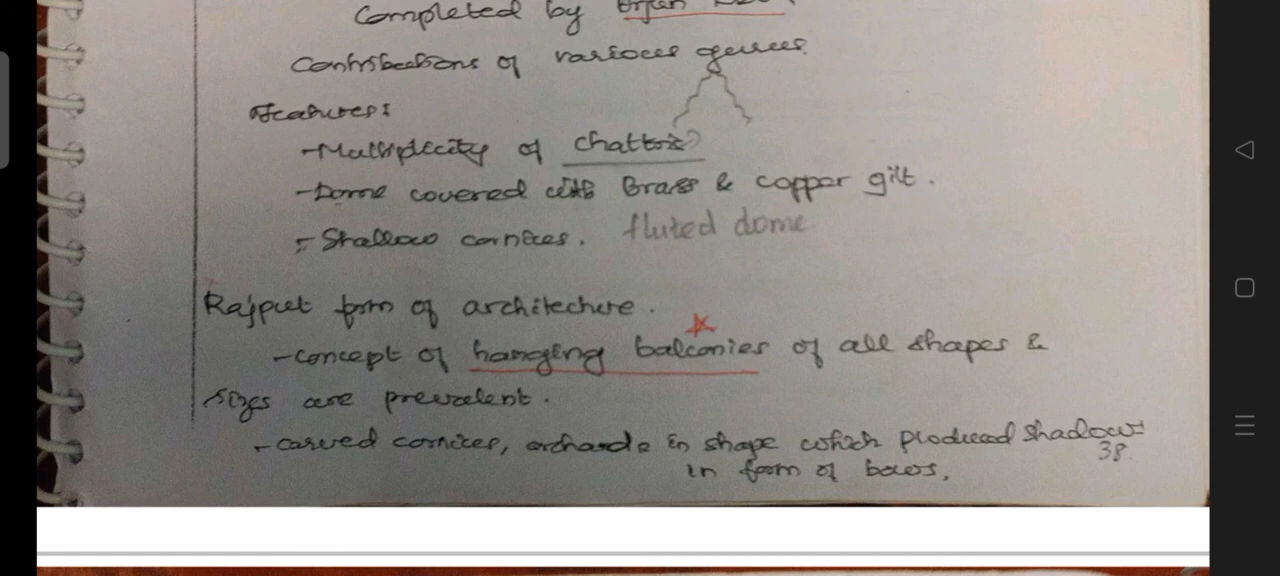 Completed by
Contributions of various gurus.
Features:
-Multiplicity of chattris
-Dome covered with Brass & copper gilt.
- Shallow cornices. fluted dome
Rajput form of architecture.
-concept of hanging balconies of all shapes &
sizes are prevalent.
-carved cornices, in shape which produced shadows
38
in form of bows.